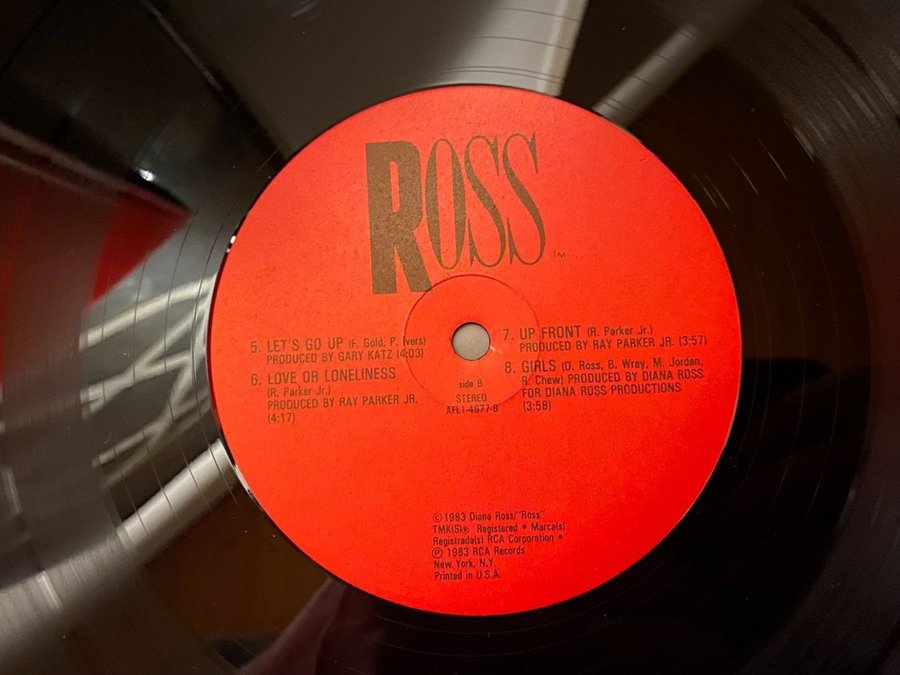 ROSS
TM
5. LET'S GO UP (F. Gold, P. Ivers)
PRODUCED BY GARY KATZ (4:03)
6. LOVE OR LONELINESS
(R. Parker Jr.)
PRODUCED BY RAY PARKER JR.
(4:17)
side B
STEREO
AFL1-4677-B
7. UP FRONT (R. Parker Jr.)
PRODUCED BY RAY PARKER JR. (3:57)
8. GIRLS (D. Ross, B. Wray, M. Jordan,
R. Chew) PRODUCED BY DIANA ROSS
FOR DIANA ROSS PRODUCTIONS
(3:58)
©1983 Diana Ross/"Ross"
TMK(S)® Registered • Marca(s)
Registrada(s) RCA Corporation •
℗ 1983 RCA Records
New York, N.Y.
Printed in U.S.A.